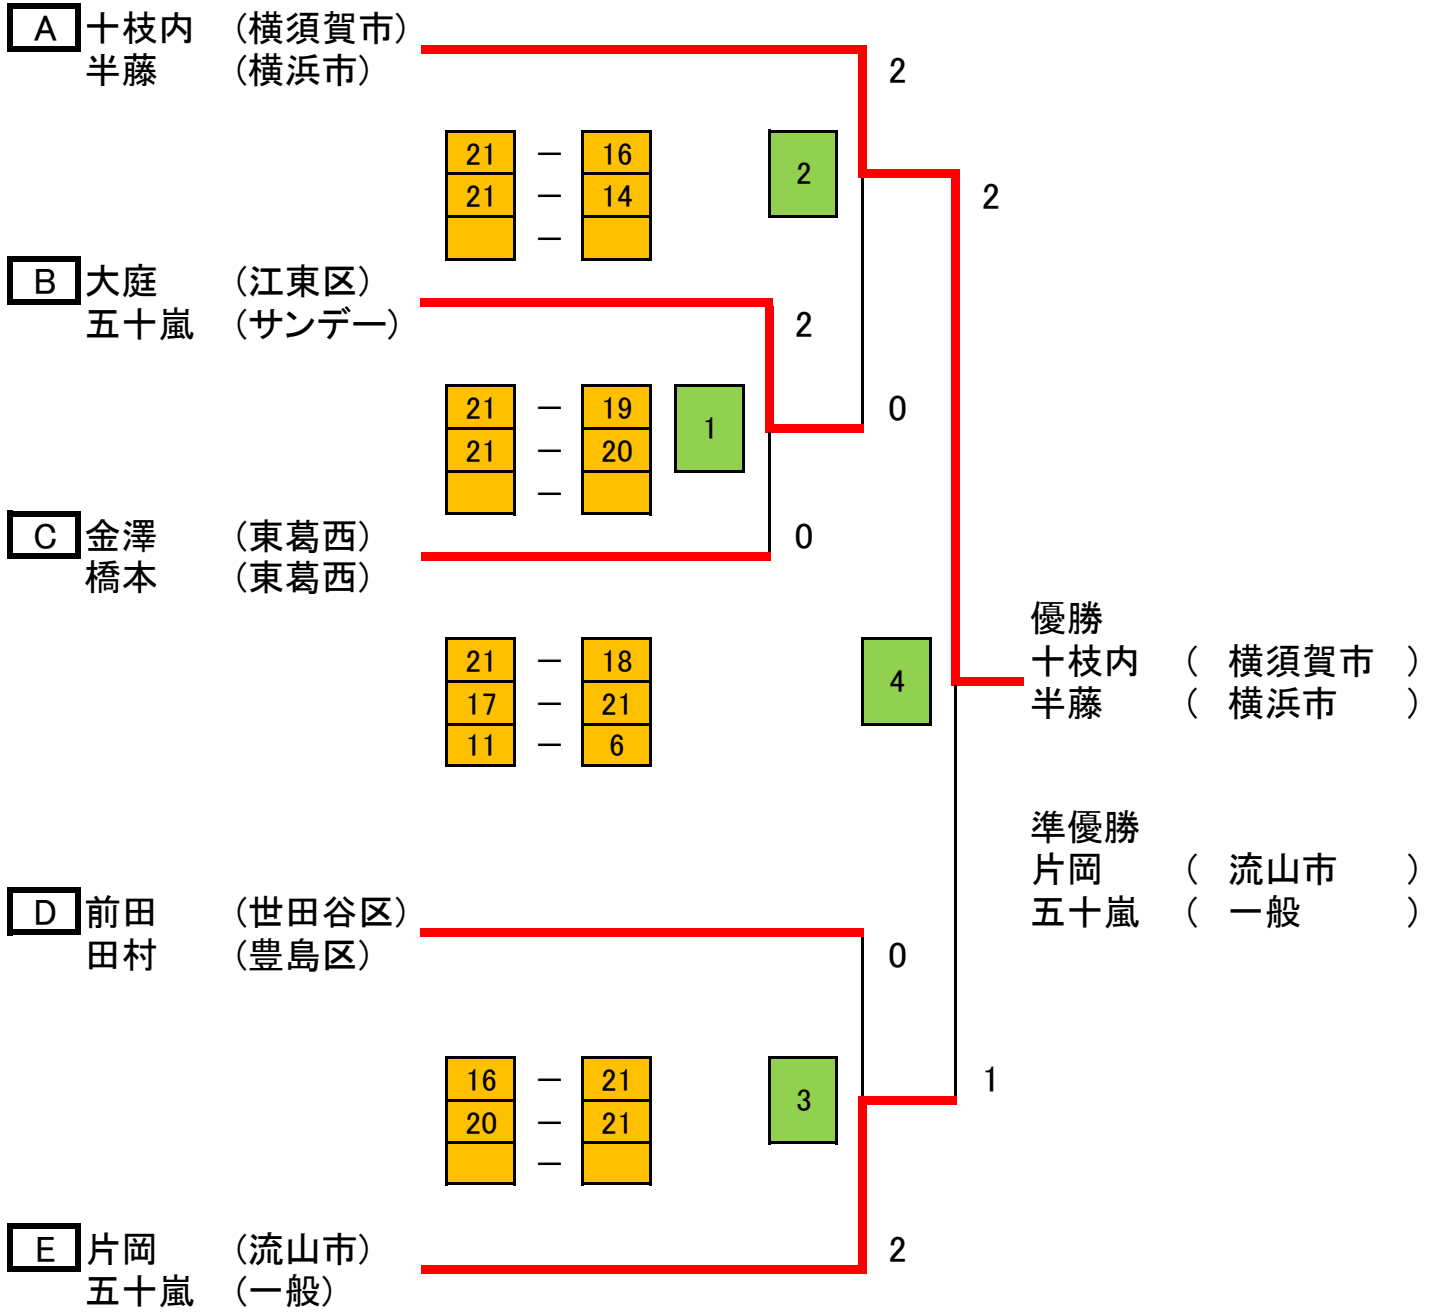 A 十枝内 (横須賀市)
半藤 (横浜市)
2
21 － 16
21 － 14
－
2
2
B 大庭 (江東区)
五十嵐 (サンデー)
2
21 － 19
21 － 20
－
1
0
C 金澤 (東葛西)
橋本 (東葛西)
0
21 － 18
17 － 21
11 － 6
4
優勝
十枝内 ( 横須賀市 )
半藤 ( 横浜市 )
準優勝
片岡 ( 流山市 )
五十嵐 ( 一般 )
D 前田 (世田谷区)
田村 (豊島区)
0
16 － 21
20 － 21
－
3
1
E 片岡 (流山市)
五十嵐 (一般)
2